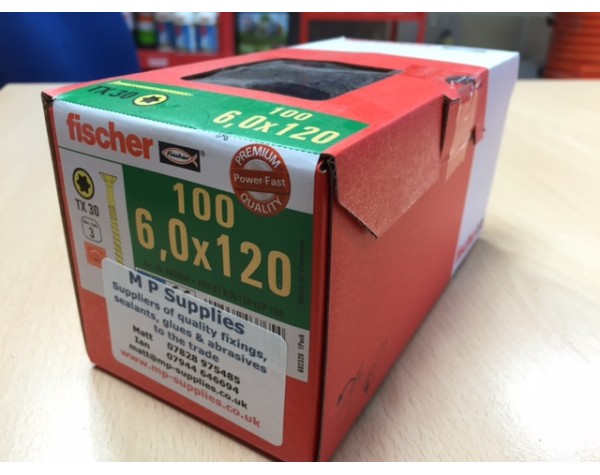 TX 30
100
6,0x120
fischer
fischer
PREMIUM
Power-Fast
QUALITY
TX 30
3
100
6,0x120
M P Supplies
Suppliers of quality fixings,
sealants, glues & abrasives
to the trade
Matt 07828 975485
Ian 07944 646694
matt@mp-supplies.co.uk
www.mp-supplies.co.uk